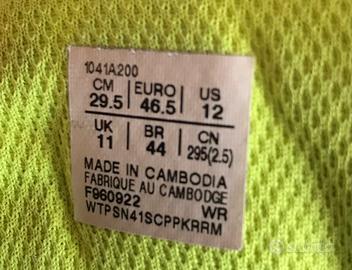 1041A200
CM EURO US
29.5 46.5 12
UK BR CN
11 44 295(2.5)
MADE IN CAMBODIA
FABRIQUE AU CAMBODGE
F960922 WR
WTPSN41SCPPKRRM
subito